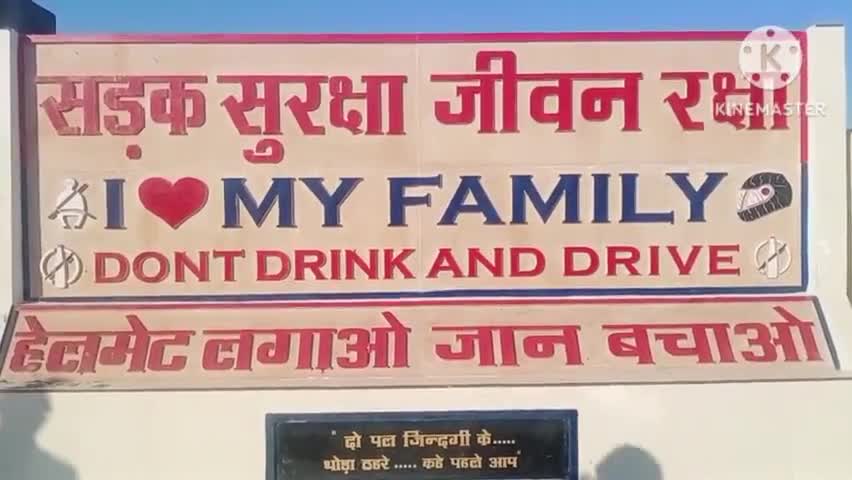 सड़क सुरक्षा जीवन रक्षा
I ❤ MY FAMILY
DONT DRINK AND DRIVE
हेलमेट लगाओ जान बचाओ
" दो पल जिन्दगी के.....
थोड़ा ठहरे ..... कहे पहले आप"
K
KINEMASTER